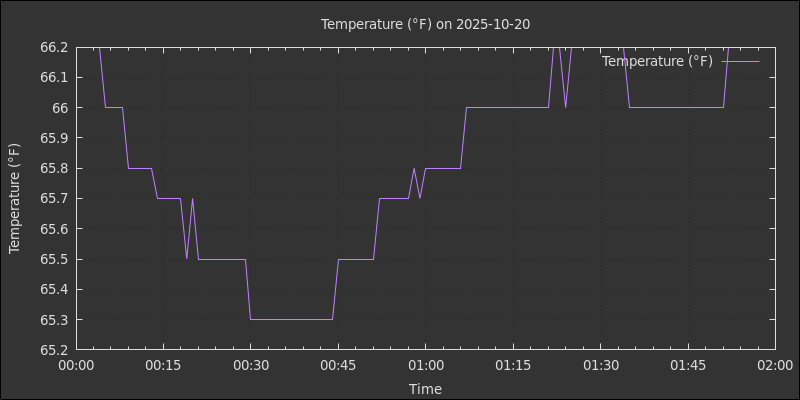 Temperature (°F) on 2025-10-20
Temperature (°F)
66.2
66.1
66
65.9
65.8
65.7
65.6
65.5
65.4
65.3
65.2
Temperature (°F)
00:00 00:15 00:30 00:45 01:00 01:15 01:30 01:45 02:00
Time